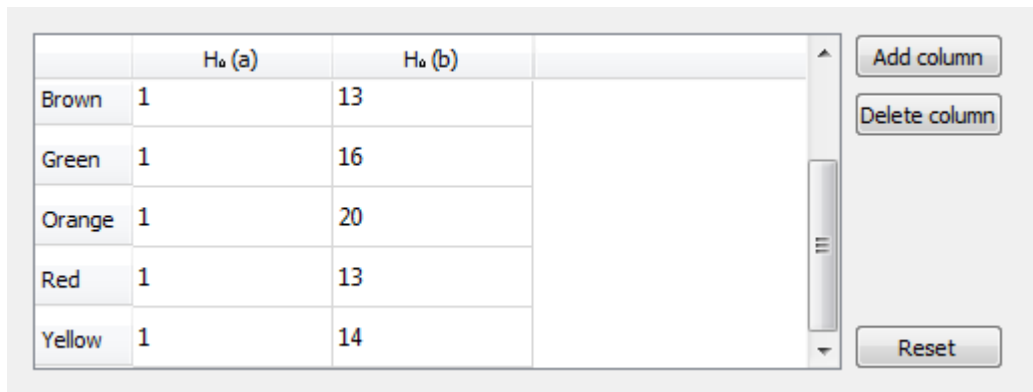 H₀ (a) H₀ (b)
Add column
Brown 1 13
Delete column
Green 1 16
Orange 1 20
Red 1 13
Yellow 1 14
Reset